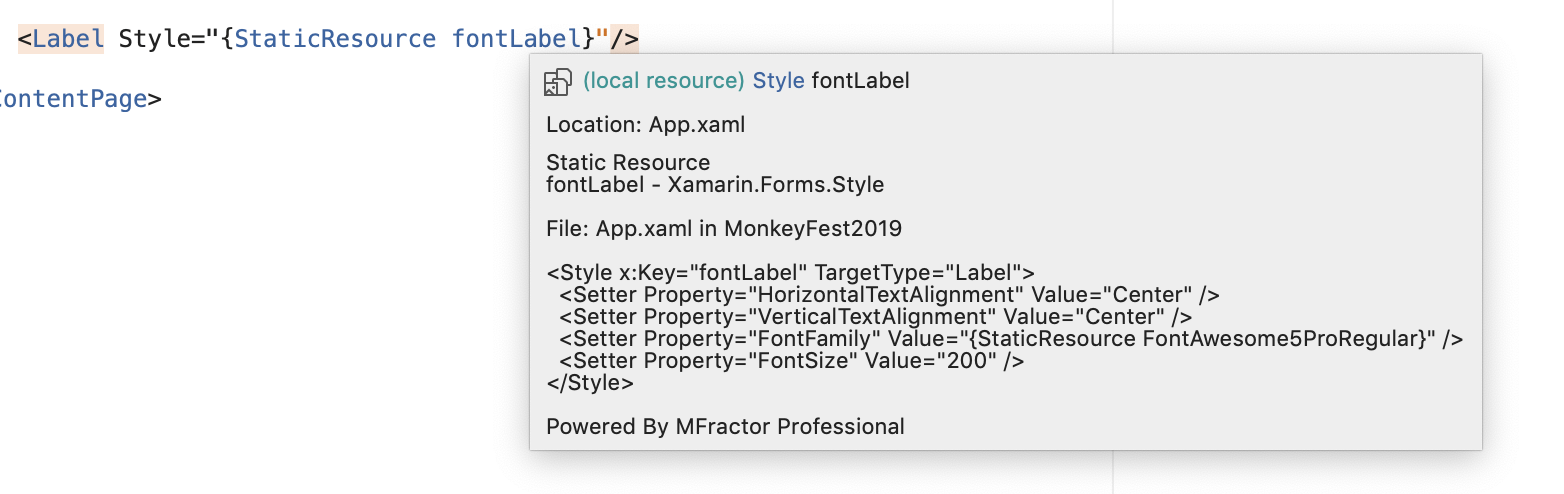 <Label Style="{StaticResource fontLabel}"/>
ContentPage>
(local resource) Style fontLabel
Location: App.xaml
Static Resource
fontLabel - Xamarin.Forms.Style
File: App.xaml in MonkeyFest2019
<Style x:Key="fontLabel" TargetType="Label">
  <Setter Property="HorizontalTextAlignment" Value="Center" />
  <Setter Property="VerticalTextAlignment" Value="Center" />
  <Setter Property="FontFamily" Value="{StaticResource FontAwesome5ProRegular}" />
  <Setter Property="FontSize" Value="200" />
</Style>
Powered By MFractor Professional